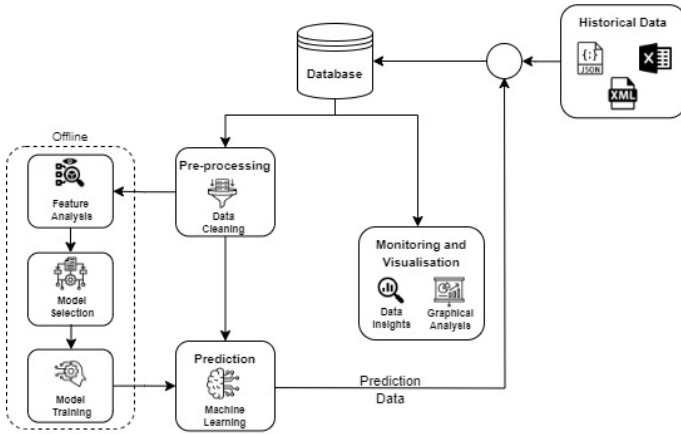 Historical Data
{;}
JSON
X
XML
Database
Offline
Pre-processing
Data
Cleaning
Feature
Analysis
Monitoring and
Visualisation
Data
Insights
Graphical
Analysis
Model
Selection
Prediction
Machine
Learning
Model
Training
Prediction
Data